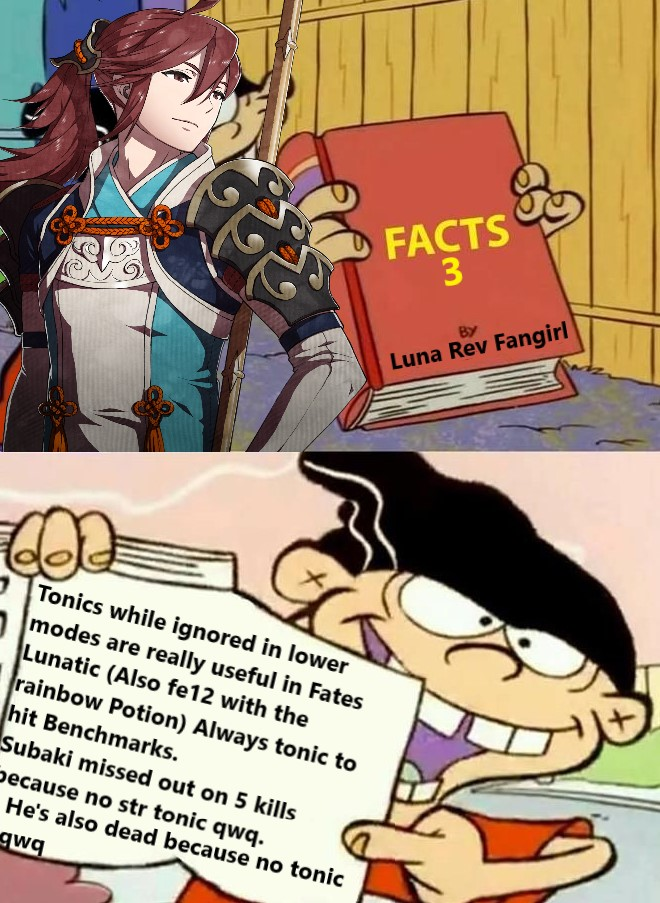 FACTS
3
BY
Luna Rev Fangirl
Tonics while ignored in lower
modes are really useful in Fates
Lunatic (Also fe12 with the
rainbow Potion) Always tonic to
hit Benchmarks.
Subaki missed out on 5 kills
because no str tonic qwq.
He's also dead because no tonic
qwq